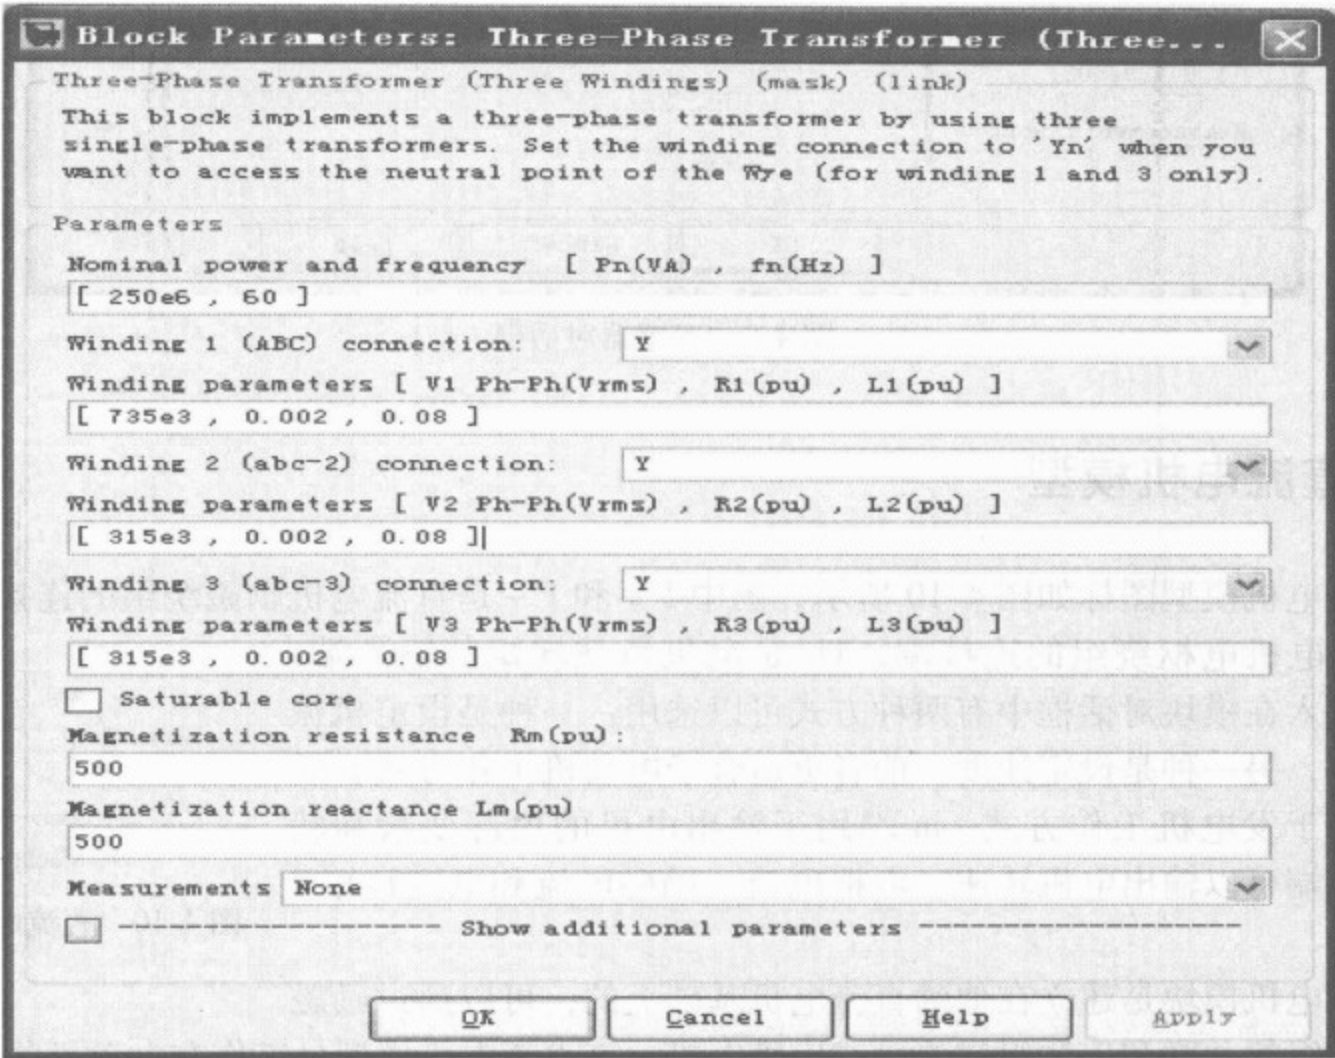 Block Parameters: Three-Phase Transformer (Three...
Three-Phase Transformer (Three Windings) (mask) (link)
This block implements a three-phase transformer by using three
single-phase transformers. Set the winding connection to 'Yn' when you
want to access the neutral point of the Wye (for winding 1 and 3 only).
Parameters
Nominal power and frequency [ Pn(VA) , fn(Hz) ]
[ 250e6 , 60 ]
Winding 1 (ABC) connection: Y
Winding parameters [ V1 Ph-Ph(Vrms) , R1(pu) , L1(pu) ]
[ 735e3 , 0.002 , 0.08 ]
Winding 2 (abc-2) connection: Y
Winding parameters [ V2 Ph-Ph(Vrms) , R2(pu) , L2(pu) ]
[ 315e3 , 0.002 , 0.08 ]
Winding 3 (abc-3) connection: Y
Winding parameters [ V3 Ph-Ph(Vrms) , R3(pu) , L3(pu) ]
[ 315e3 , 0.002 , 0.08 ]
Saturable core
Magnetization resistance Rm(pu):
500
Magnetization reactance Lm(pu)
500
Measurements None
Show additional parameters
OK Cancel Help Apply